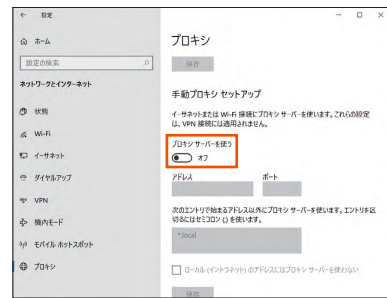 設定
ホーム
設定の検索
ネットワークとインターネット
状態
Wi-Fi
イーサネット
ダイヤルアップ
VPN
機内モード
モバイル ホットスポット
プロキシ
プロキシ
保存
手動プロキシ セットアップ
イーサネットまたは Wi-Fi 接続にプロキシ サーバーを使います。これらの設定
は、VPN 接続には適用されません。
プロキシ サーバーを使う
オフ
アドレス
ポート
次のエントリで始まるアドレス以外にプロキシ サーバーを使います。エントリを区
切るにはセミコロン (;) を使います。
*.local
ローカル (イントラネット) のアドレスにはプロキシ サーバーを使わない
保存